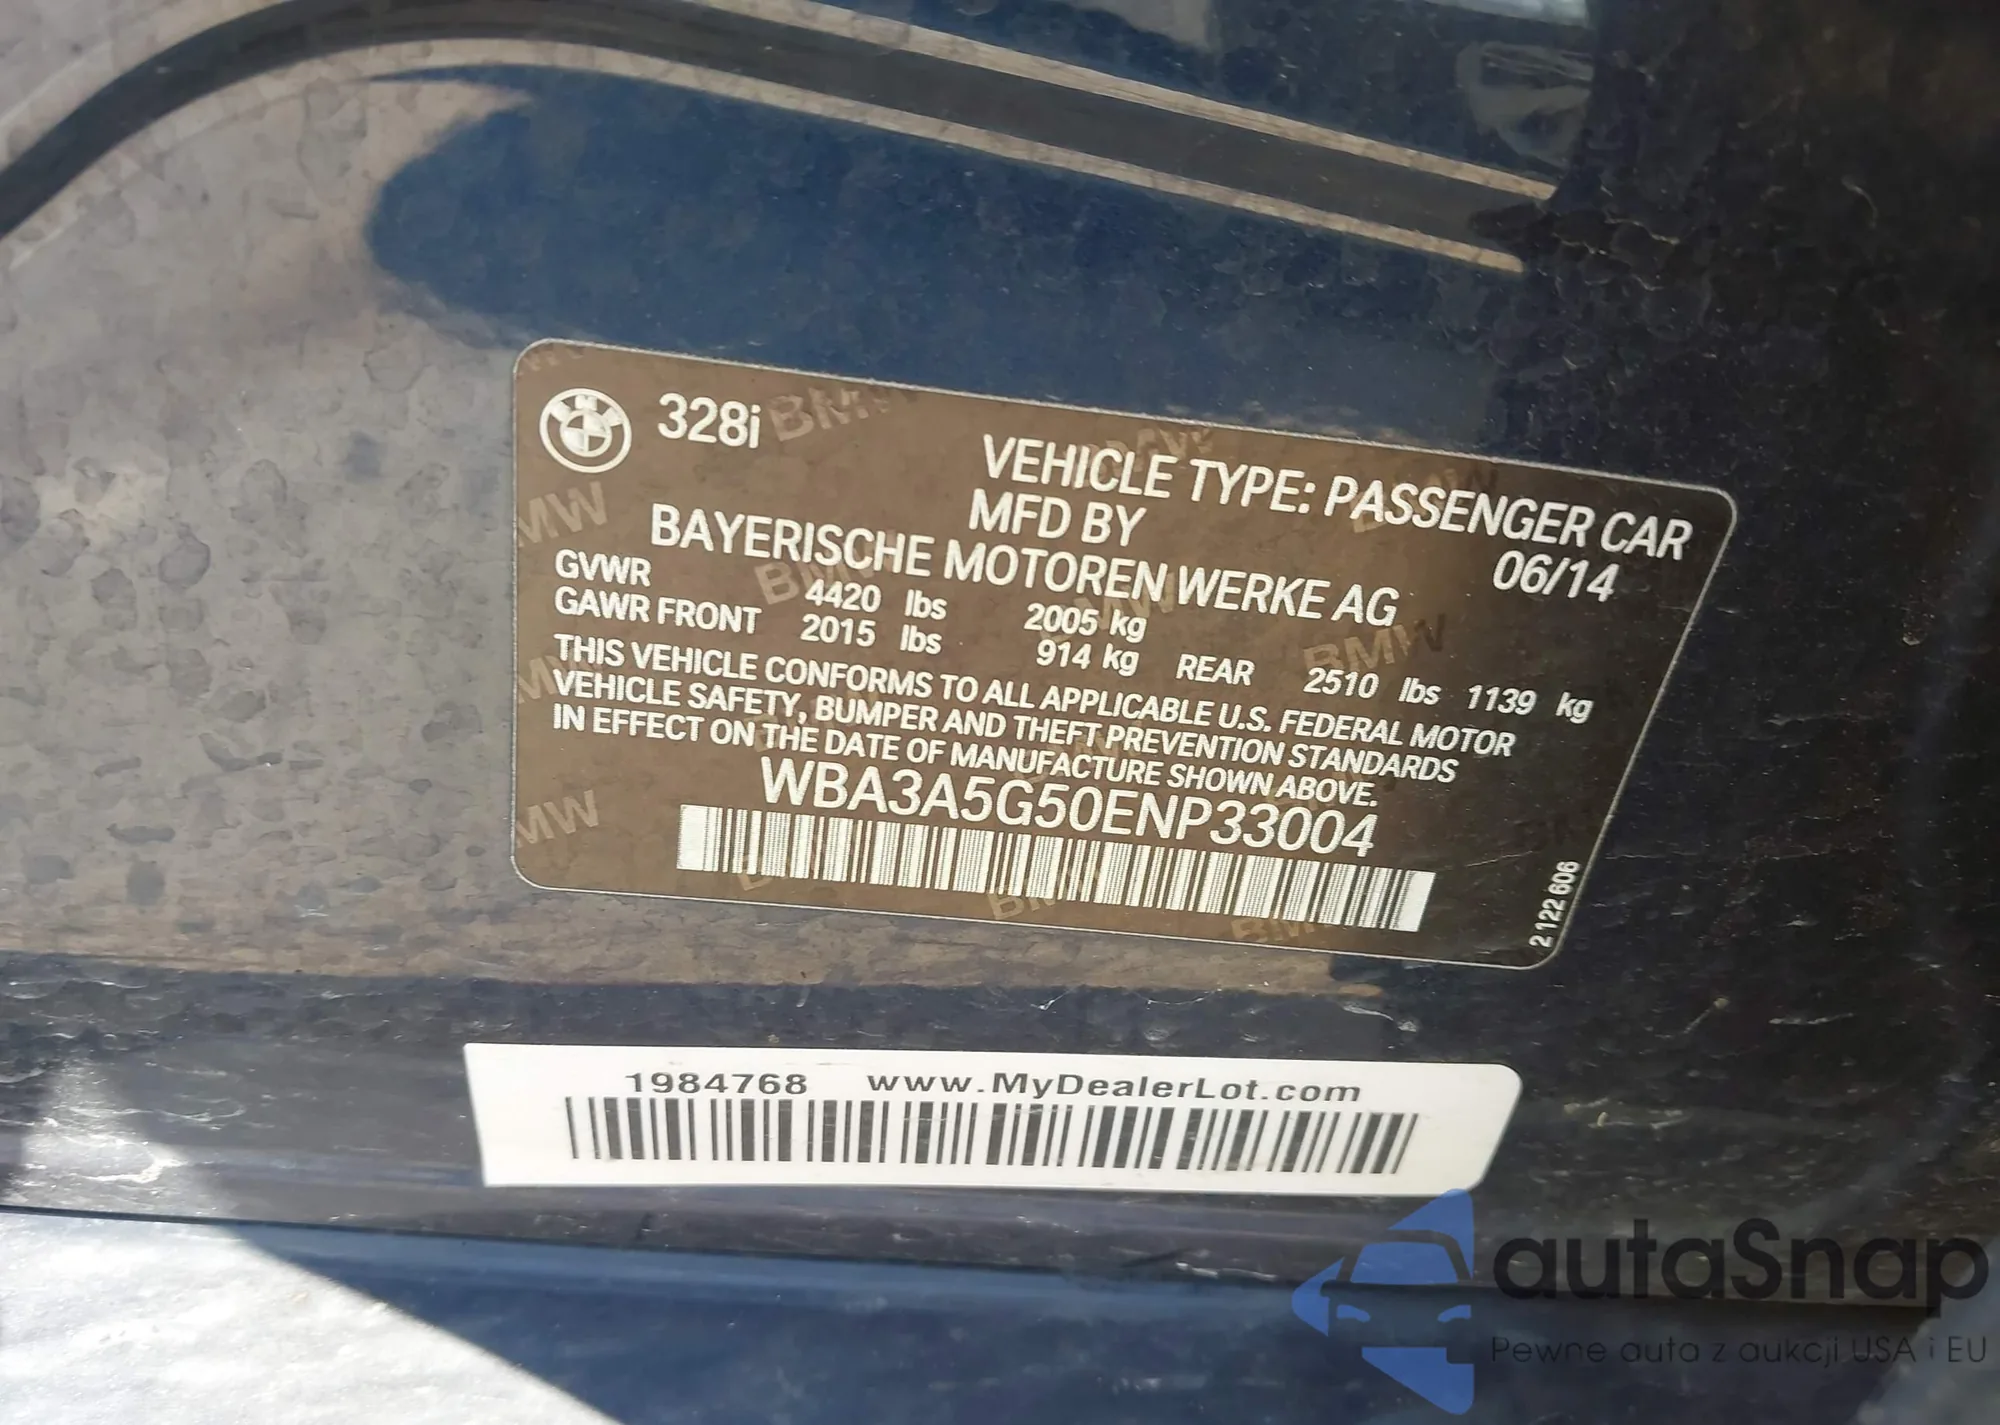 328i
VEHICLE TYPE: PASSENGER CAR
MFD BY 06/14
BAYERISCHE MOTOREN WERKE AG
GVWR 4420 lbs 2005 kg
GAWR FRONT 2015 lbs 914 kg REAR 2510 lbs 1139 kg
THIS VEHICLE CONFORMS TO ALL APPLICABLE U.S. FEDERAL MOTOR
VEHICLE SAFETY, BUMPER AND THEFT PREVENTION STANDARDS
IN EFFECT ON THE DATE OF MANUFACTURE SHOWN ABOVE.
WBA3A5G50ENP33004
2 122 606
1984768 www.MyDealerLot.com
autaSnap
Pewne auta z aukcji USA i EU